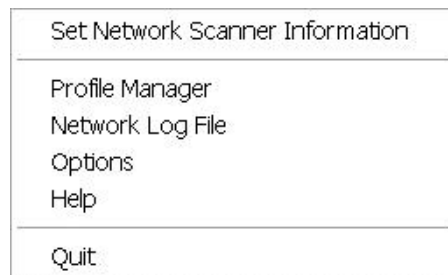 Set Network Scanner Information
Profile Manager
Network Log File
Options
Help
Quit